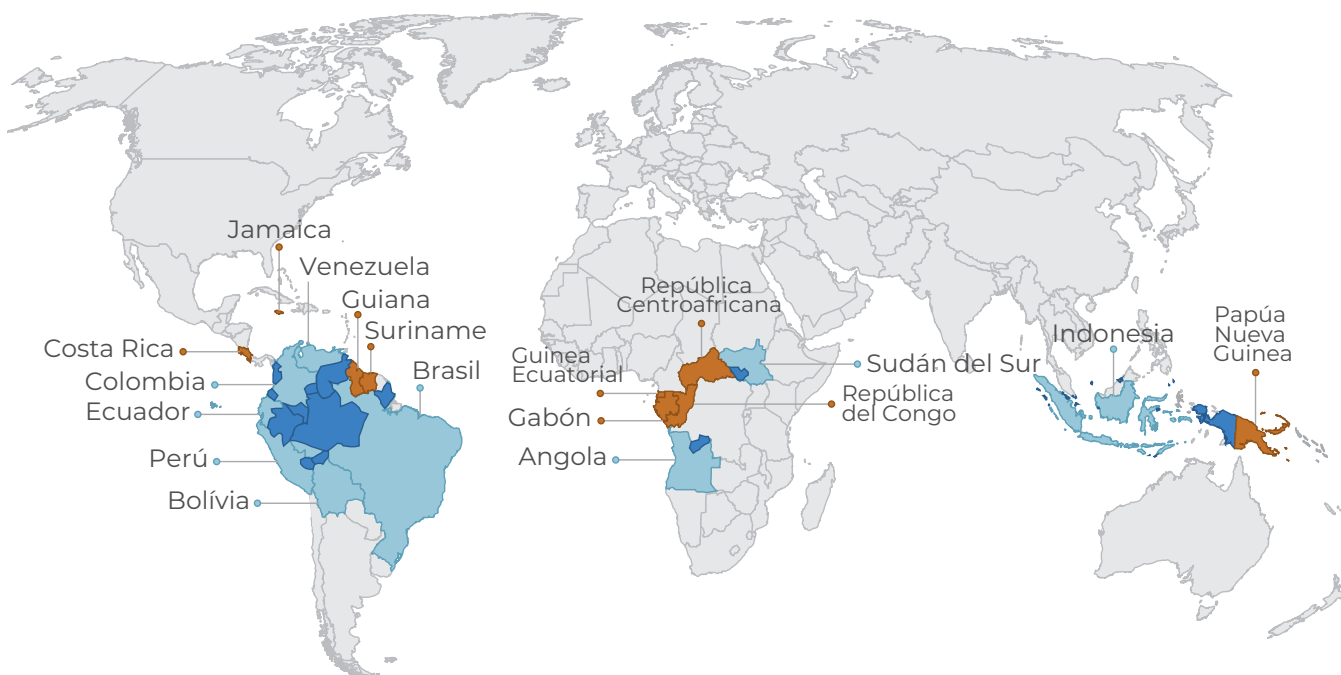 Jamaica
Venezuela
Guiana
Suriname
Costa Rica
Colombia
Brasil
Ecuador
Perú
Bolívia
República
Centroafricana
Guinea
Ecuatorial
Sudán del Sur
República
del Congo
Gabón
Angola
Indonesia
Papúa
Nueva
Guinea